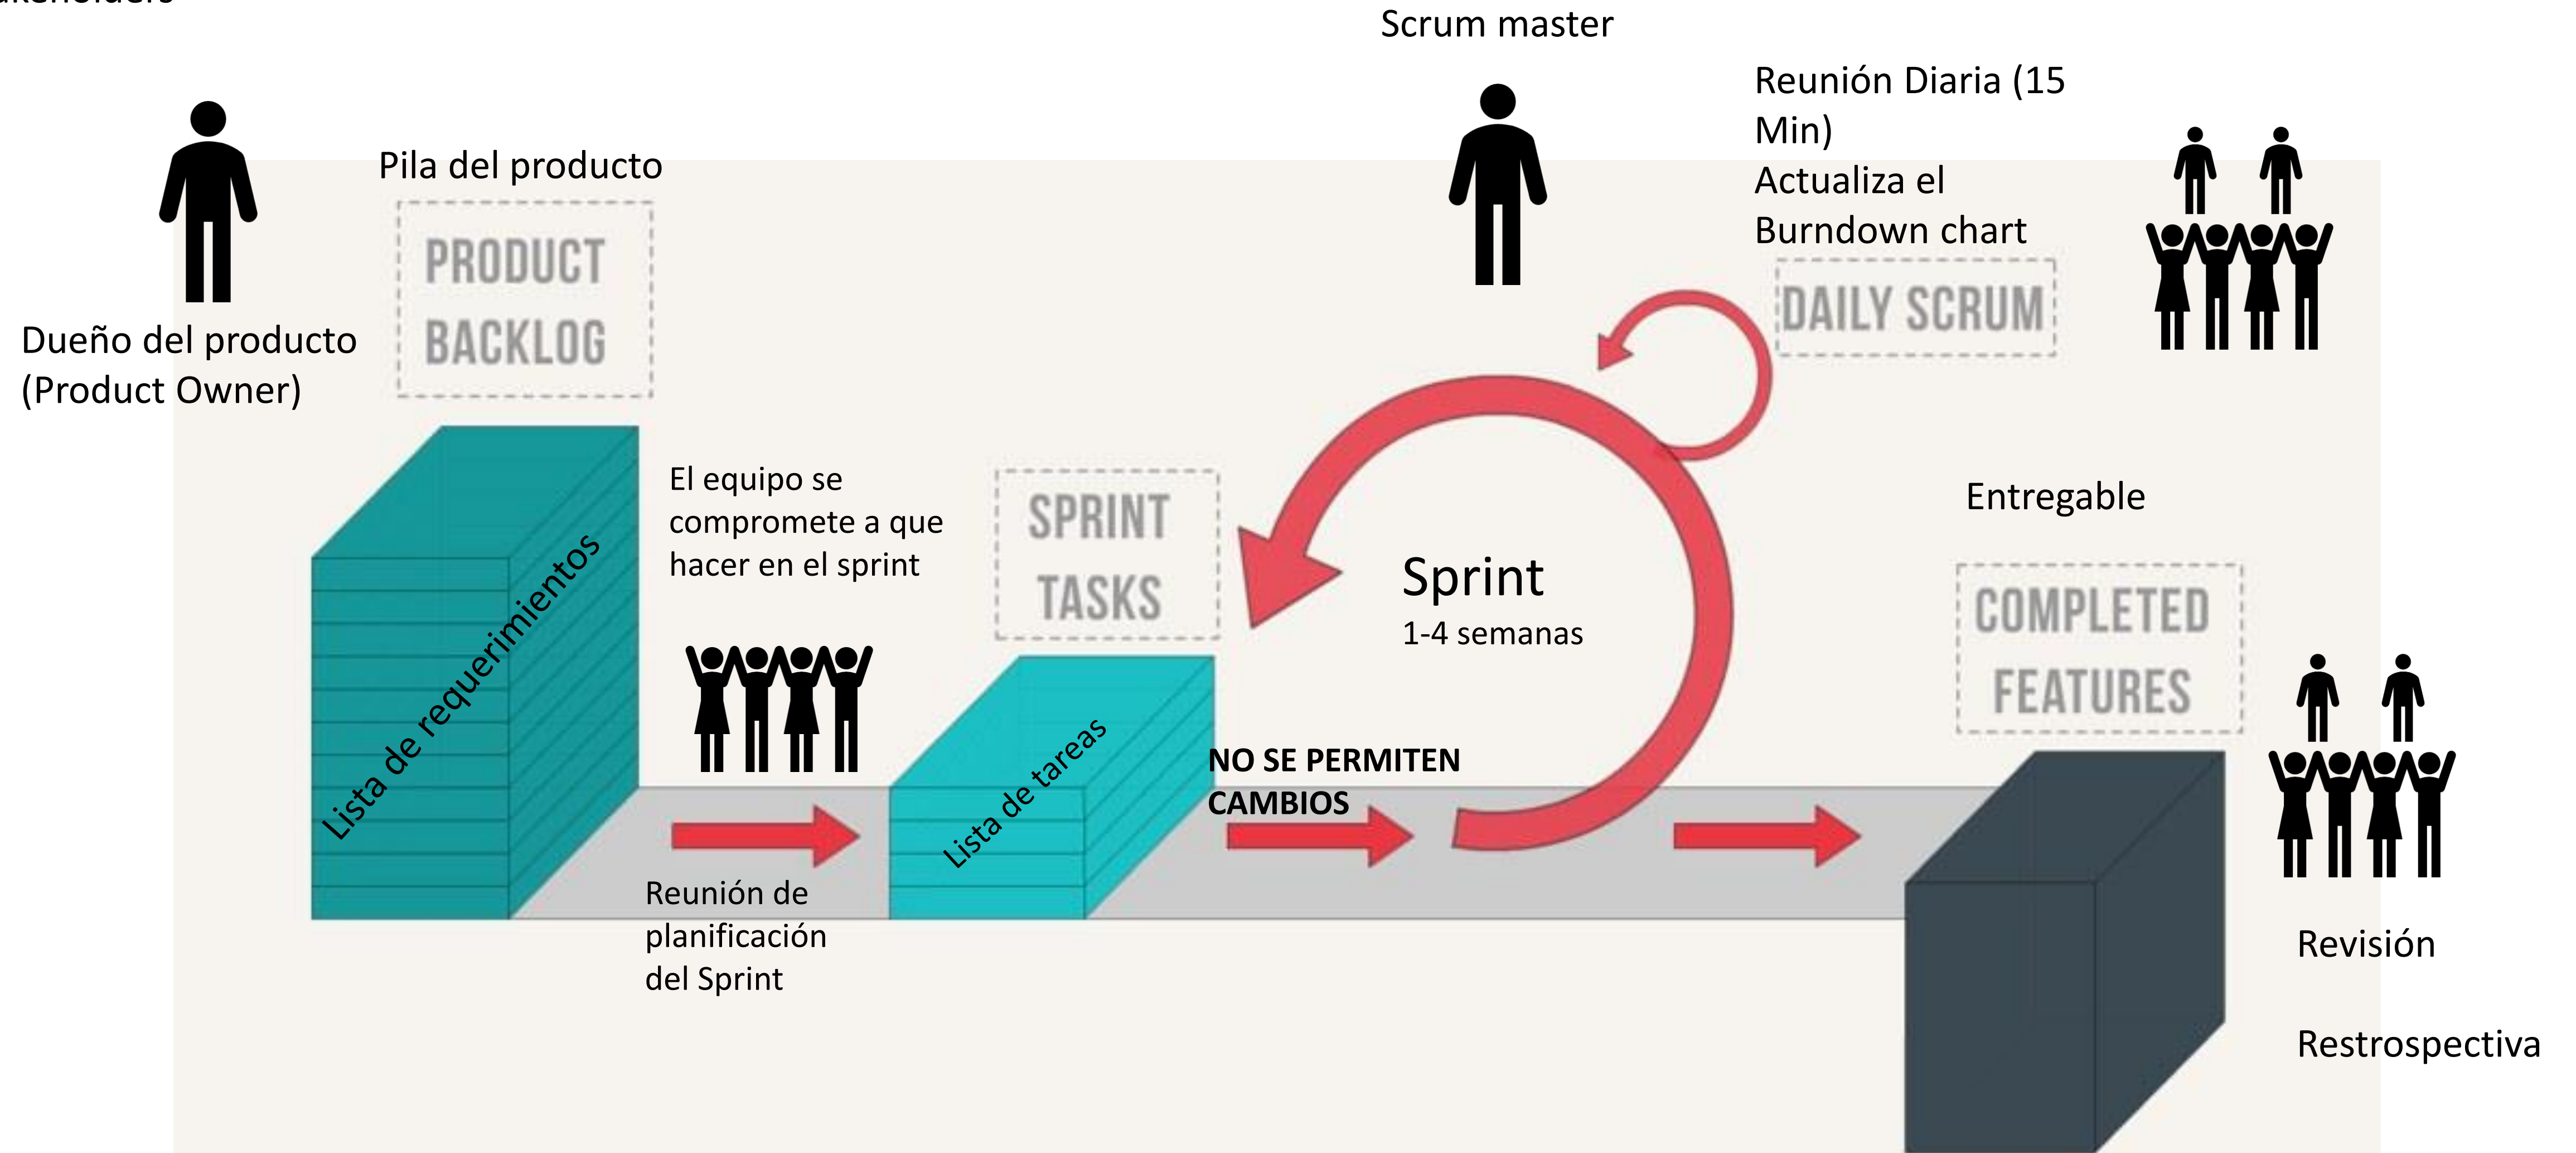 Scrum master
Reunión Diaria (15
Min)
Actualiza el
Burndown chart
DAILY SCRUM
Pila del producto
PRODUCT
BACKLOG
Dueño del producto
(Product Owner)
Lista de requerimientos
El equipo se
compromete a que
hacer en el sprint
Reunión de
planificación
del Sprint
SPRINT
TASKS
Lista de tareas
NO SE PERMITEN
CAMBIOS
Sprint
1-4 semanas
Entregable
COMPLETED
FEATURES
Revisión
Restrospectiva